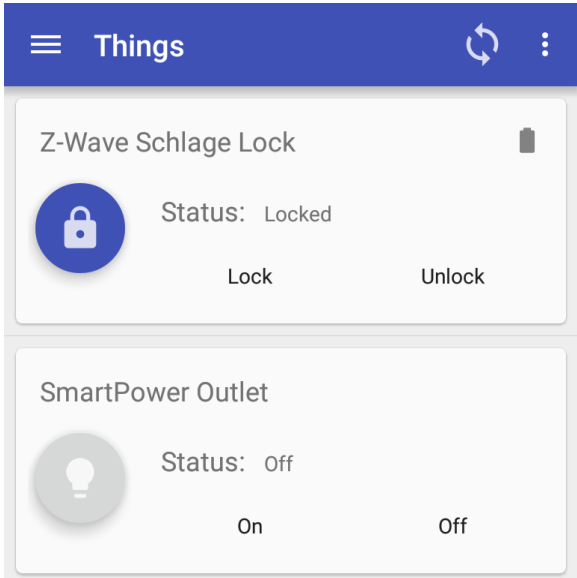 Things
Z-Wave Schlage Lock
Status: Locked
Lock Unlock
SmartPower Outlet
Status: Off
On Off